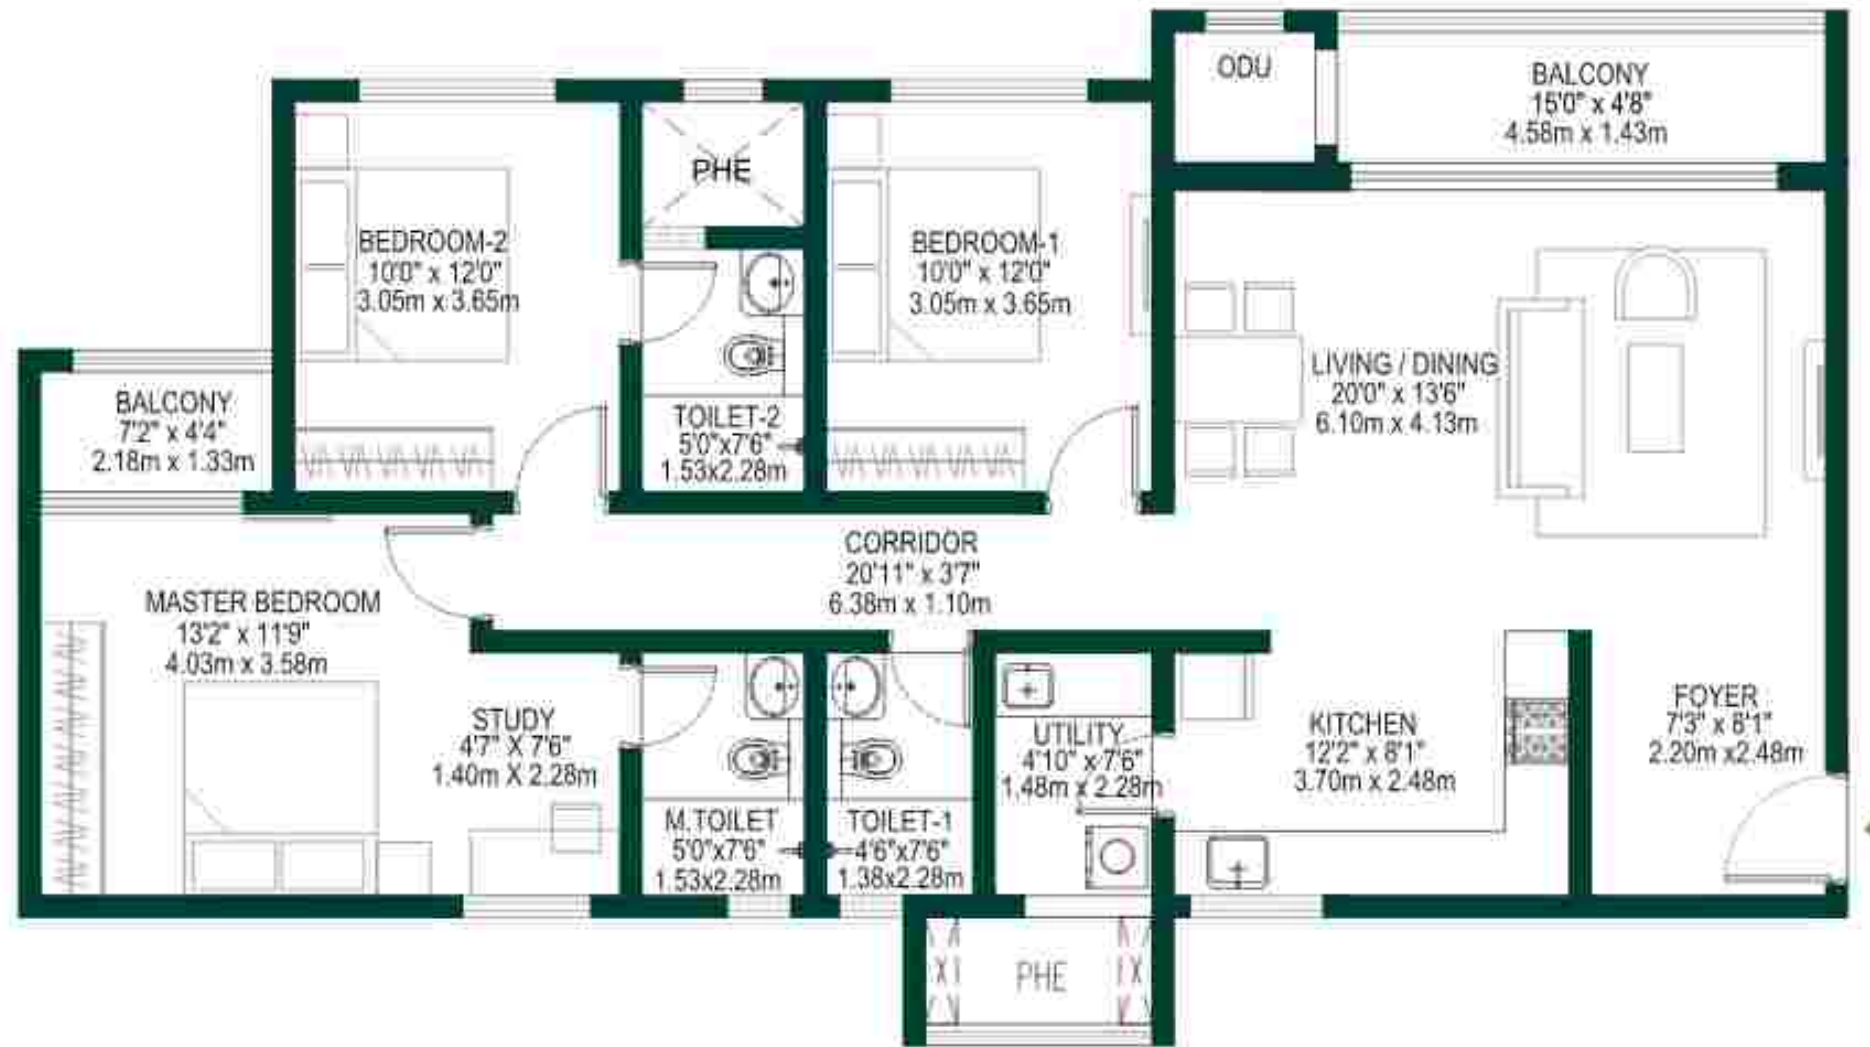 ODU
BALCONY
15'0" x 4'8"
4.58m x 1.43m
PHE
BEDROOM-2
10'0" x 12'0"
3.05m x 3.65m
BEDROOM-1
10'0" x 12'0"
3.05m x 3.65m
LIVING / DINING
20'0" x 13'6"
6.10m x 4.13m
BALCONY
7'2" x 4'4"
2.18m x 1.33m
TOILET-2
5'0"x7'6"
1.53x2.28m
CORRIDOR
20'11" x 3'7"
6.38m x 1.10m
MASTER BEDROOM
13'2" x 11'9"
4.03m x 3.58m
STUDY
4'7" X 7'6"
1.40m X 2.28m
UTILITY
4'10" x 7'6"
1.48m x 2.28m
KITCHEN
12'2" x 8'1"
3.70m x 2.48m
FOYER
7'3" x 8'1"
2.20m x2.48m
M.TOILET
5'0"x7'6"
1.53x2.28m
TOILET-1
4'6"x7'6"
1.38x2.28m
PHE